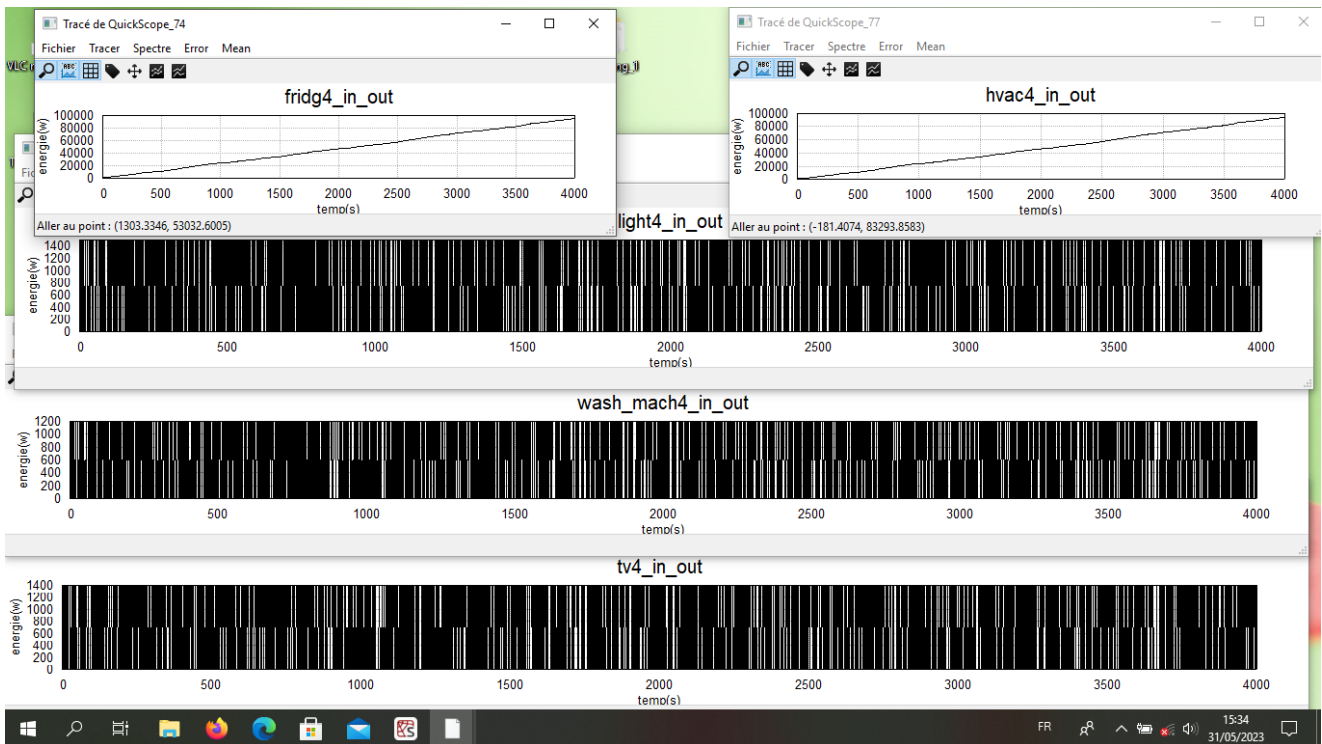 Tracé de QuickScope_74
Fichier Tracer Spectre Error Mean
ABC
fridg4_in_out
energie(w)
100000
80000
60000
40000
20000
0
0 500 1000 1500 2000 2500 3000 3500 4000
temp(s)
Aller au point : (1303.3346, 53032.6005)
Tracé de QuickScope_77
Fichier Tracer Spectre Error Mean
ABC
hvac4_in_out
energie(w)
100000
80000
60000
40000
20000
0
0 500 1000 1500 2000 2500 3000 3500 4000
temp(s)
Aller au point : (-181.4074, 83293.8583)
light4_in_out
energie(w)
1400
1200
1000
800
600
400
200
0
0 500 1000 1500 2000 2500 3000 3500 4000
temp(s)
wash_mach4_in_out
energie(w)
1200
1000
800
600
400
200
0
0 500 1000 1500 2000 2500 3000 3500 4000
temp(s)
tv4_in_out
energie(w)
1400
1200
1000
800
600
400
200
0
0 500 1000 1500 2000 2500 3000 3500 4000
temp(s)
FR
15:34
31/05/2023